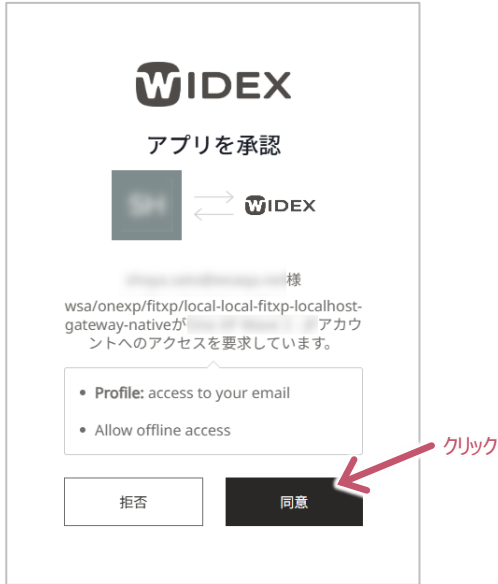 WIDEX
アプリを承認
WIDEX
様
wsa/onexp/fitxp/local-local-fitxp-localhost-
gateway-nativeが アカウ
ントへのアクセスを要求しています。
Profile: access to your email
Allow offline access
クリック
拒否 同意